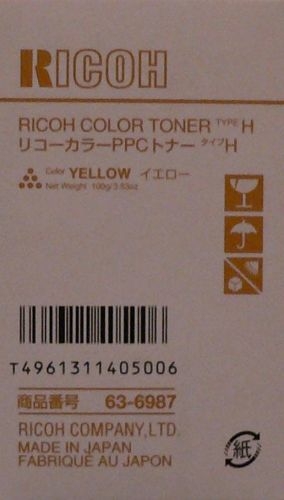 RICOH
RICOH COLOR TONER TYPE H
リコーカラーPPCトナー タイプH
Color YELLOW イエロー
Net Weight 100g/3.53oz
T4961311405006
商品番号 63-6987
RICOH COMPANY,LTD.
MADE IN JAPAN
FABRIQUÉ AU JAPON
紙